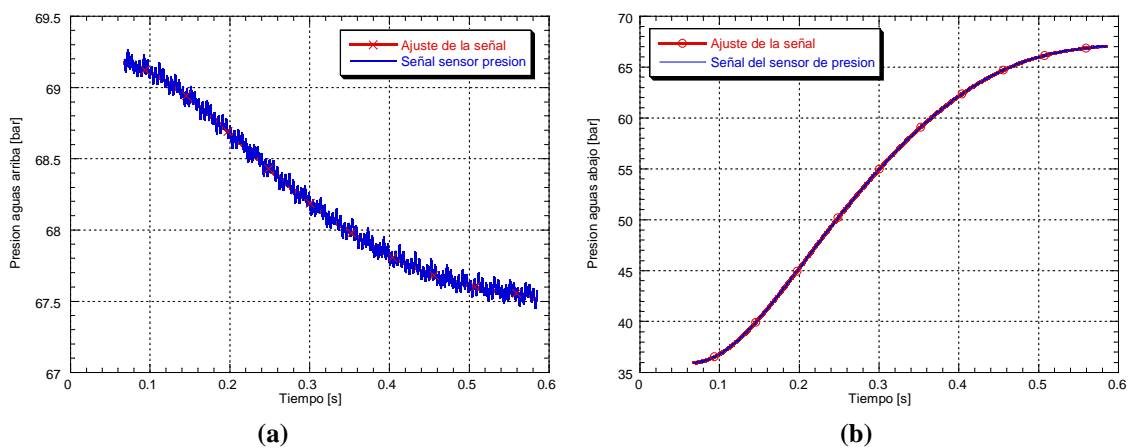 69.5
69
68.5
68
67.5
67
Presion aguas arriba [bar]
Ajuste de la señal
Señal sensor presion
0
0.1
0.2
0.3
0.4
0.5
0.6
Tiempo [s]
(a)
70
65
60
55
50
45
40
35
Presion aguas abajo [bar]
Ajuste de la señal
Señal del sensor de presion
0
0.1
0.2
0.3
0.4
0.5
0.6
Tiempo [s]
(b)